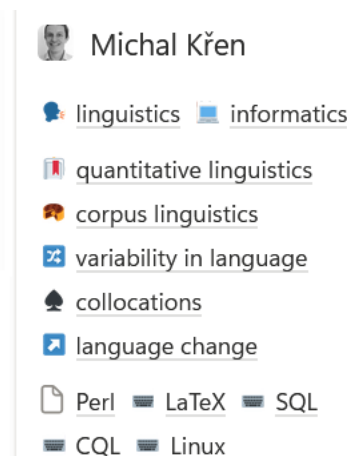 Michal Křen
linguistics informatics
quantitative linguistics
corpus linguistics
variability in language
collocations
language change
Perl LaTeX SQL
CQL Linux